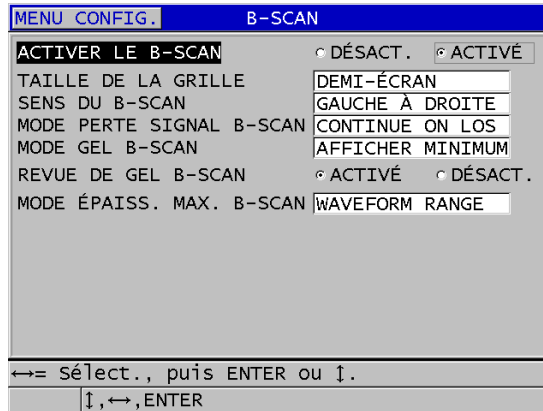 MENU CONFIG. B-SCAN
ACTIVER LE B-SCAN DÉSACT. ACTIVÉ
TAILLE DE LA GRILLE DEMI-ÉCRAN
SENS DU B-SCAN GAUCHE À DROITE
MODE PERTE SIGNAL B-SCAN CONTINUE ON LOS
MODE GEL B-SCAN AFFICHER MINIMUM
REVUE DE GEL B-SCAN ACTIVÉ DÉSACT.
MODE ÉPAISS. MAX. B-SCAN WAVEFORM RANGE
↔= Sélect., puis ENTER ou ↕.
↕,↔,ENTER